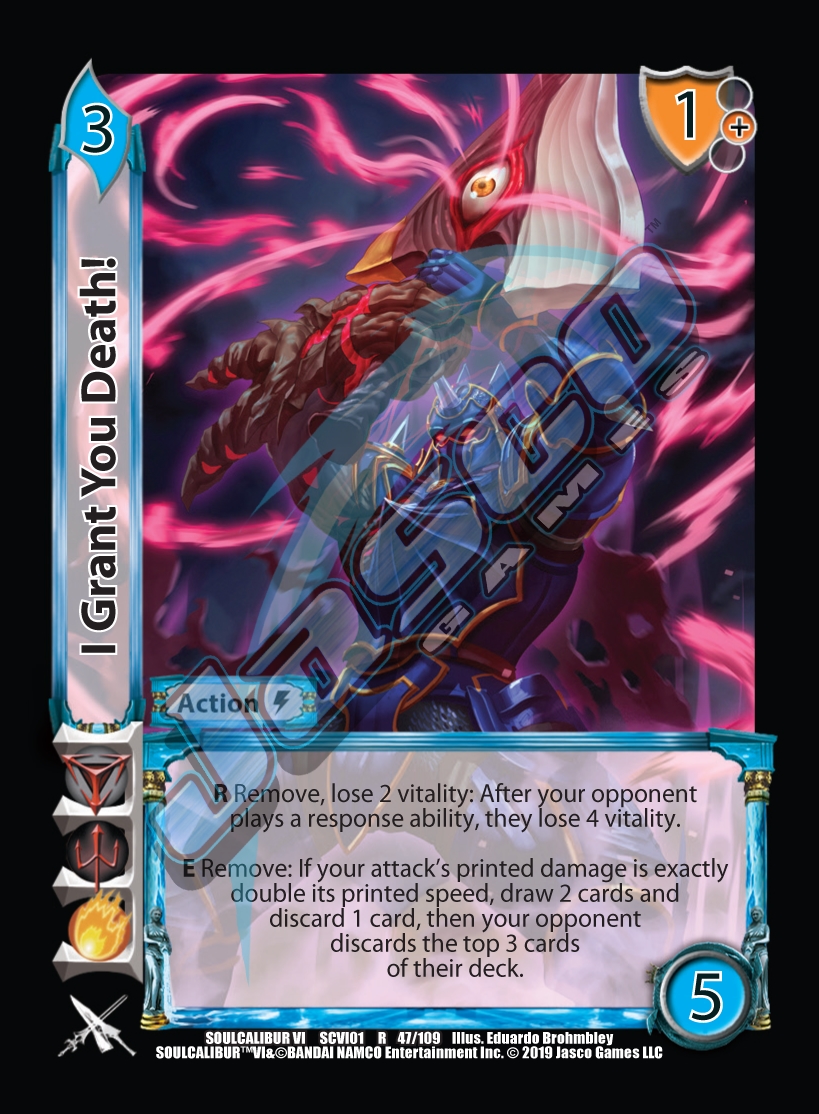 3
1
+
I Grant You Death!
TM
JASCO
GAMES
Action
R Remove, lose 2 vitality: After your opponent
plays a response ability, they lose 4 vitality.
E Remove: If your attack’s printed damage is exactly
double its printed speed, draw 2 cards and
discard 1 card, then your opponent
discards the top 3 cards
of their deck.
5
SOULCALIBUR VI SCVI01 R 47/109 Illus. Eduardo Brohmbley
SOULCALIBUR™VI&©BANDAI NAMCO Entertainment Inc. © 2019 Jasco Games LLC